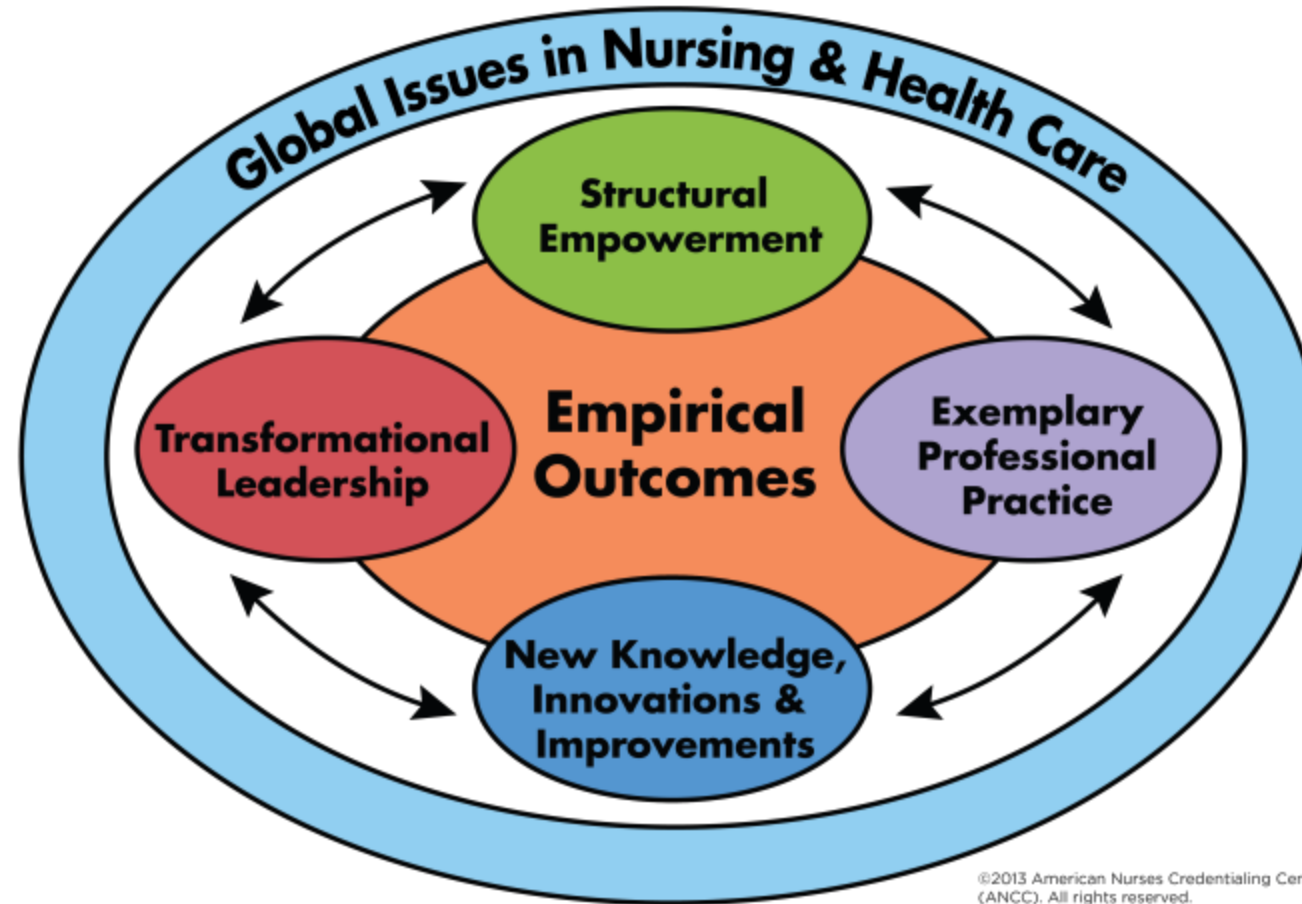 Global Issues in Nursing & Health Care
Structural
Empowerment
Transformational
Leadership
Empirical
Outcomes
Exemplary
Professional
Practice
New Knowledge,
Innovations &
Improvements
©2013 American Nurses Credentialing Cen
(ANCC). All rights reserved.